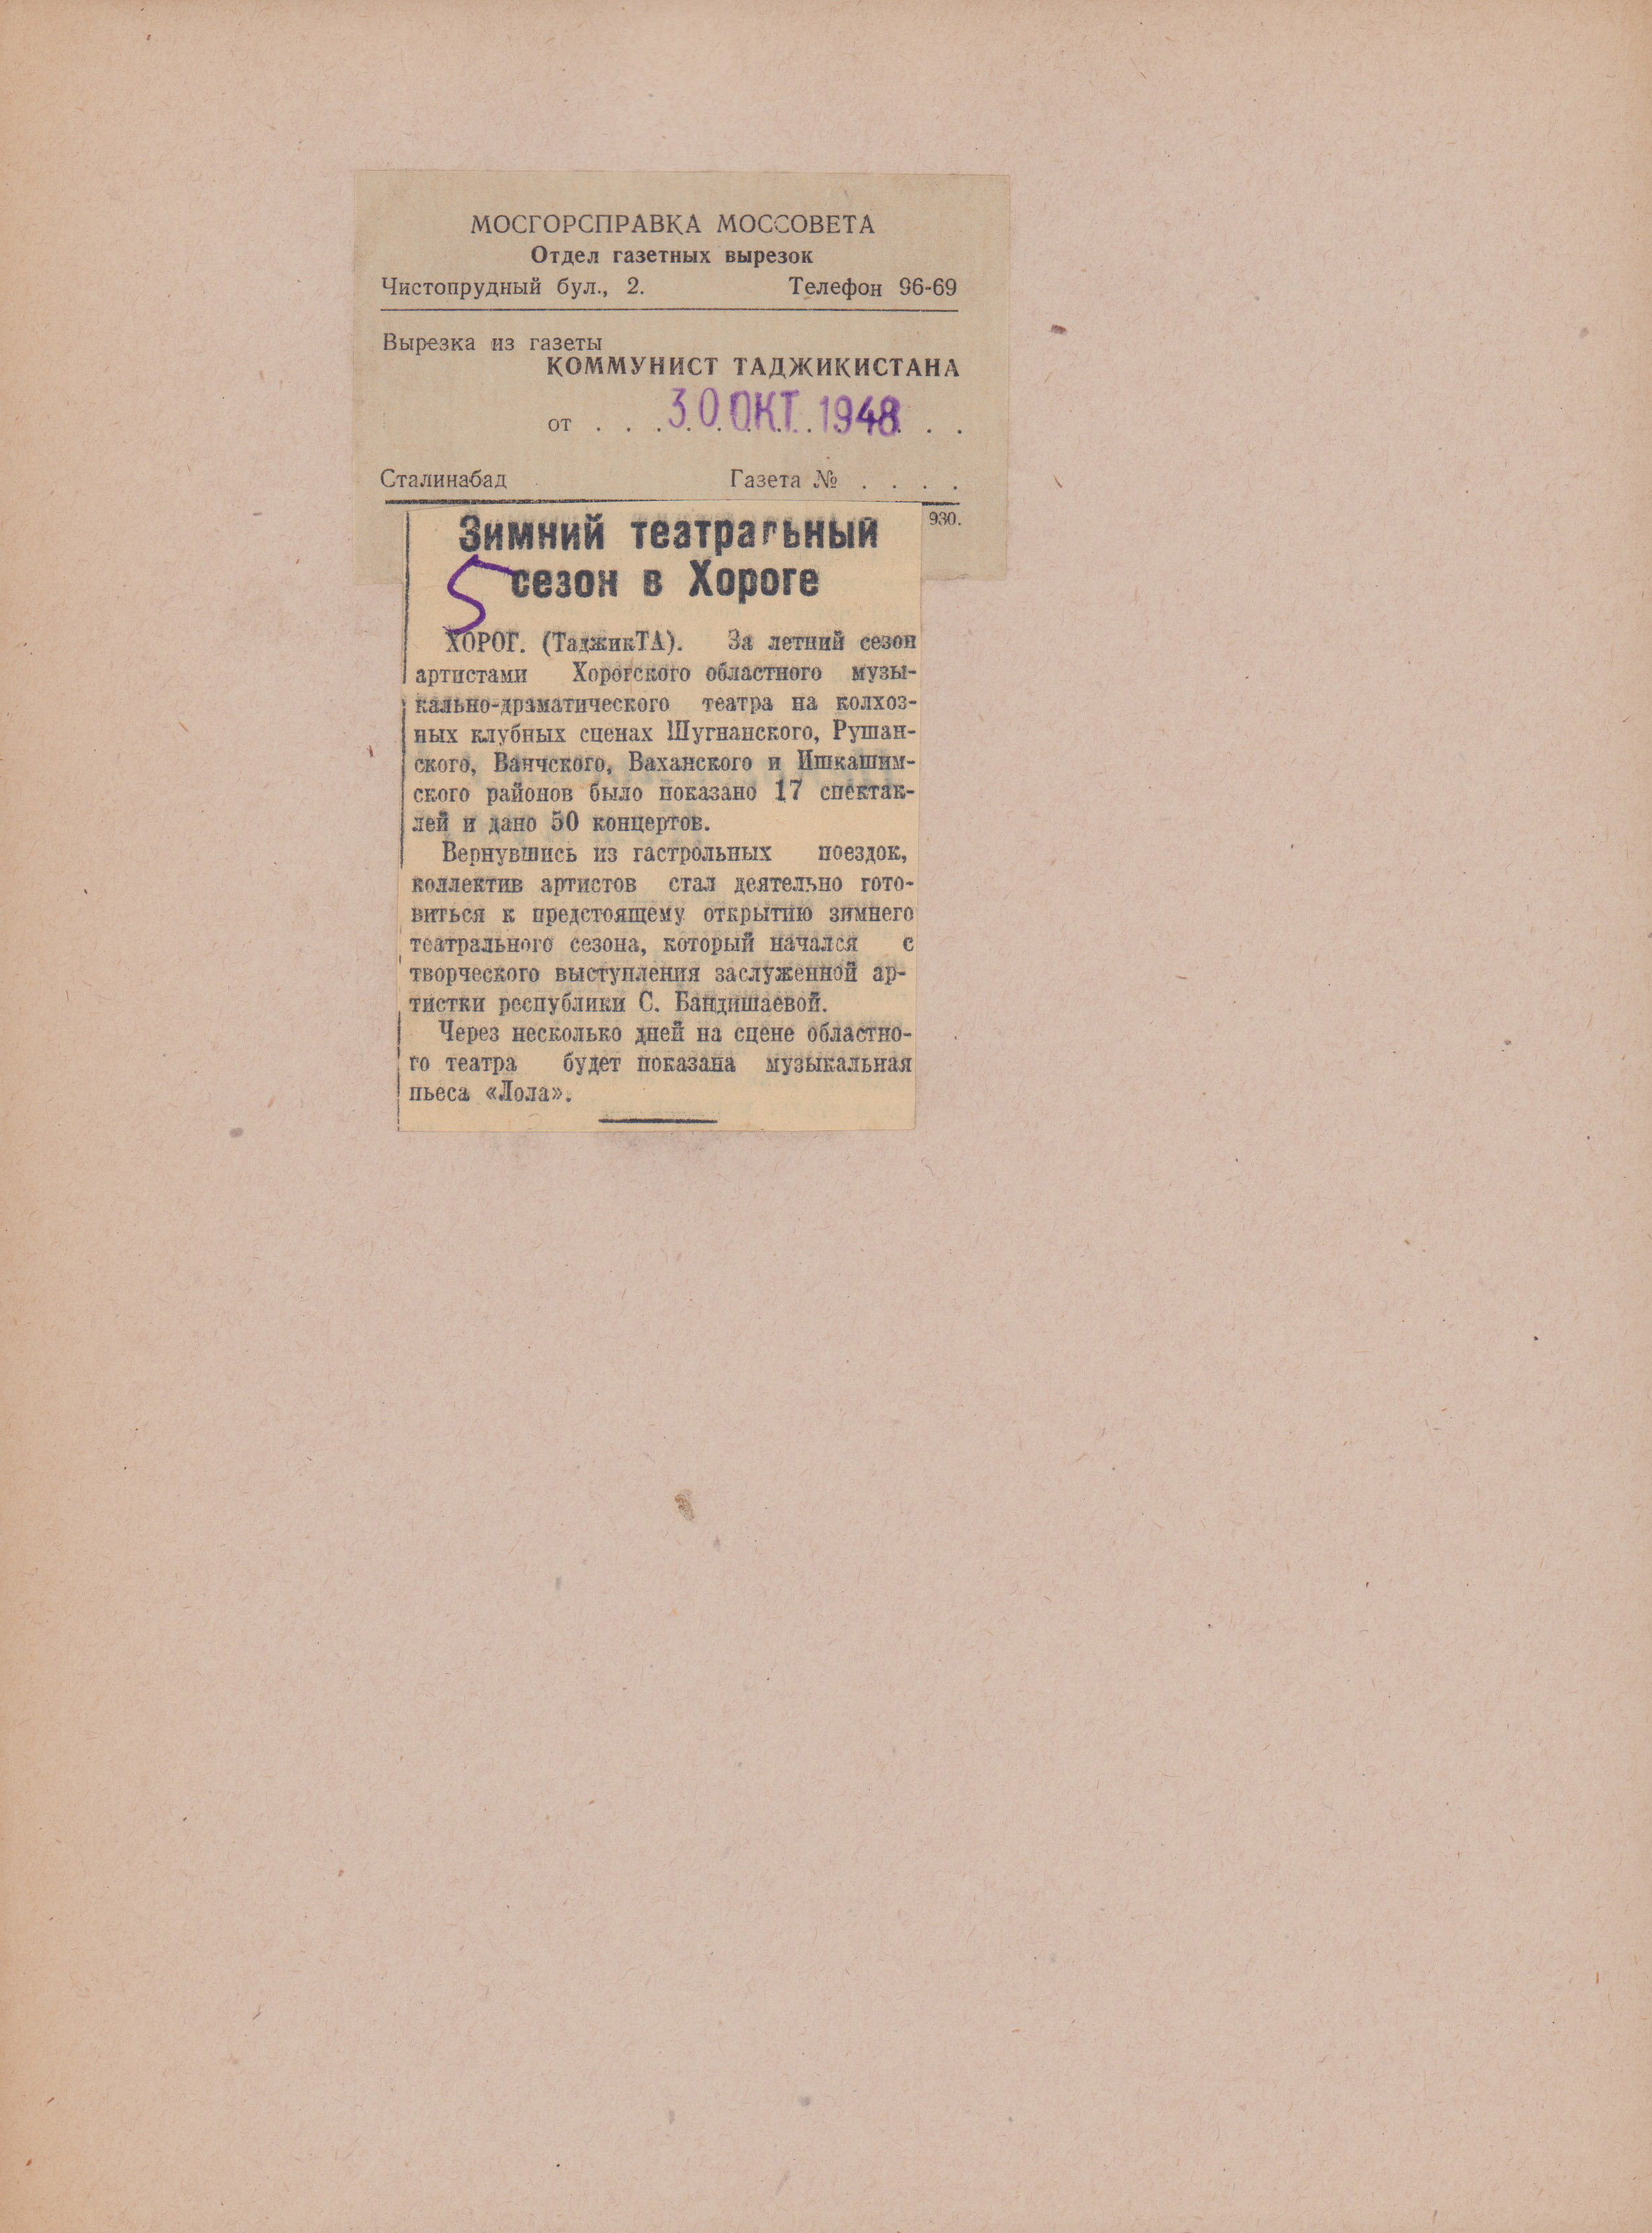 МОСГОРСПРАВКА МОССОВЕТА
Отдел газетных вырезок
Чистопрудный бул., 2. Телефон 96-69
Вырезка из газеты
КОММУНИСТ ТАДЖИКИСТАНА
от . . . 30 ОКТ. 1948 . .
Сталинабад Газета № . . . .
930.
Зимний театральный
5 сезон в Хороге
ХОРОГ. (ТаджикТА). За летний сезон
артистами Хорогского областного музы-
кально-драматического театра на колхоз-
ных клубных сценах Шугнанского, Рушан-
ского, Ванчского, Ваханского и Ишкашим-
ского районов было показано 17 спектак-
лей и дано 50 концертов.
Вернувшись из гастрольных поездок,
коллектив артистов стал деятельно гото-
виться к предстоящему открытию зимнего
театрального сезона, который начался с
творческого выступления заслуженной ар-
тистки республики С. Бандишаевой.
Через несколько дней на сцене областно-
го театра будет показана музыкальная
пьеса «Лола».